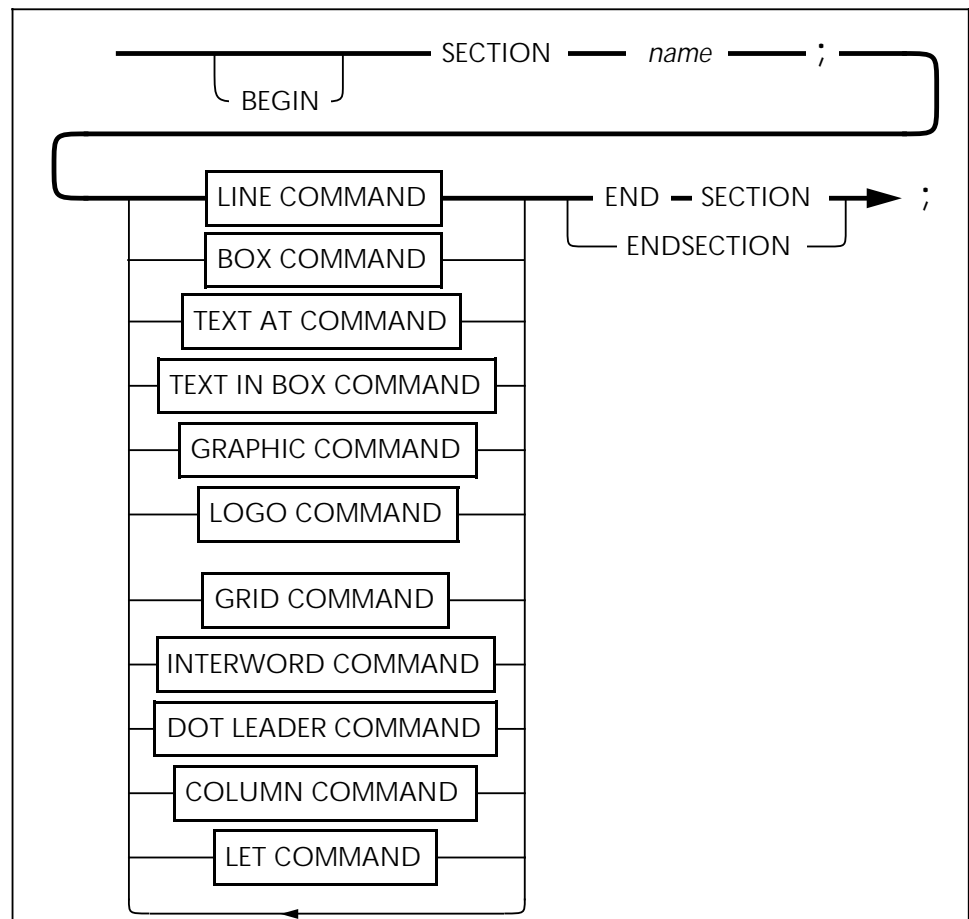 SECTION name ;
BEGIN
LINE COMMAND END SECTION ;
BOX COMMAND ENDSECTION
TEXT AT COMMAND
TEXT IN BOX COMMAND
GRAPHIC COMMAND
LOGO COMMAND
GRID COMMAND
INTERWORD COMMAND
DOT LEADER COMMAND
COLUMN COMMAND
LET COMMAND